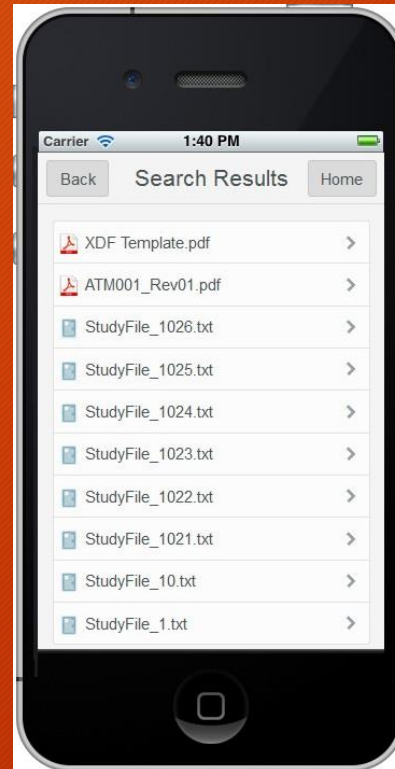 Carrier 1:40 PM
Back Search Results Home
XDF Template.pdf
ATM001_Rev01.pdf
StudyFile_1026.txt
StudyFile_1025.txt
StudyFile_1024.txt
StudyFile_1023.txt
StudyFile_1022.txt
StudyFile_1021.txt
StudyFile_10.txt
StudyFile_1.txt